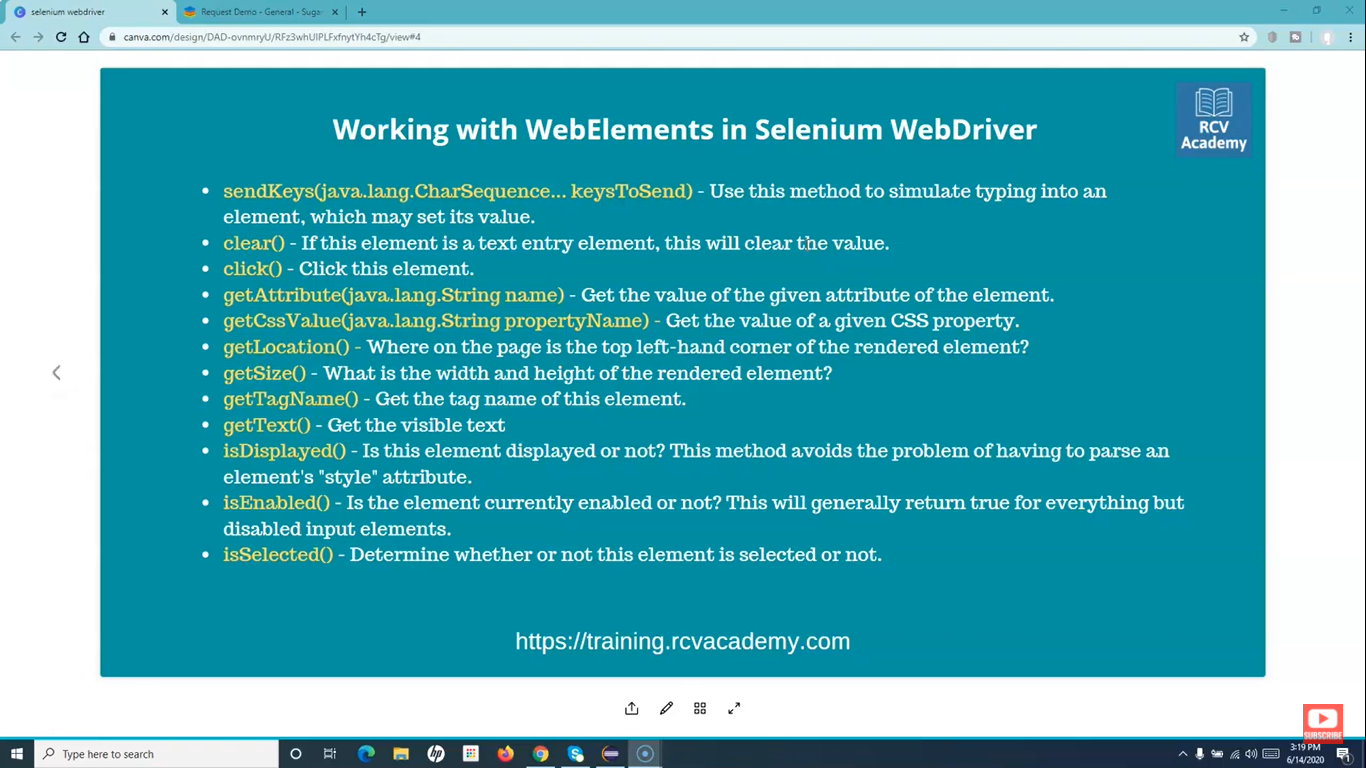 selenium webdriver
Request Demo - General - Suga
canva.com/design/DAD-ovnmryU/RFz3whUIPLFxfnytYh4cTg/view#4
Working with WebElements in Selenium WebDriver
RCV
Academy
• sendKeys(java.lang.CharSequence... keysToSend) - Use this method to simulate typing into an
element, which may set its value.
• clear() - If this element is a text entry element, this will clear the value.
• click() - Click this element.
• getAttribute(java.lang.String name) - Get the value of the given attribute of the element.
• getCssValue(java.lang.String propertyName) - Get the value of a given CSS property.
• getLocation() - Where on the page is the top left-hand corner of the rendered element?
• getSize() - What is the width and height of the rendered element?
• getTagName() - Get the tag name of this element.
• getText() - Get the visible text
• isDisplayed() - Is this element displayed or not? This method avoids the problem of having to parse an
element's "style" attribute.
• isEnabled() - Is the element currently enabled or not? This will generally return true for everything but
disabled input elements.
• isSelected() - Determine whether or not this element is selected or not.
https://training.rcvacademy.com
SUBSCRIBE
Type here to search
hp
3:19 PM
6/14/2020